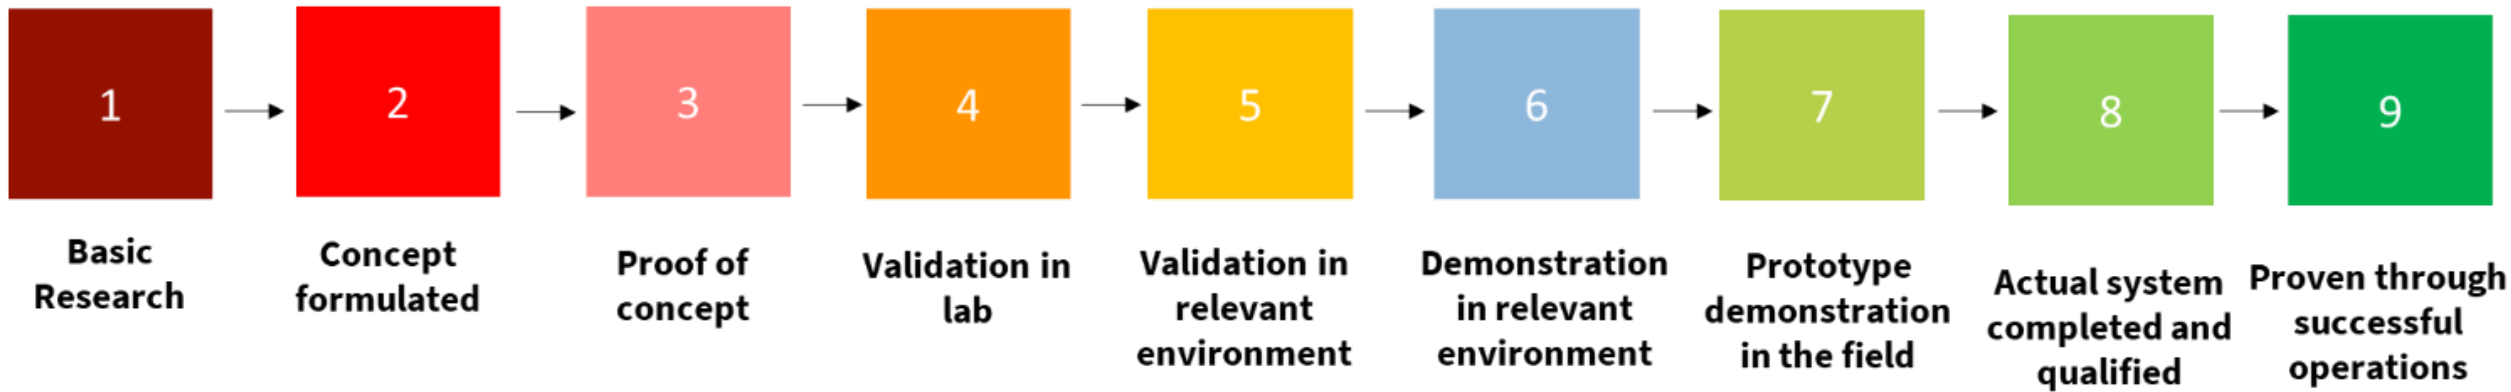 1
2
3
4
5
6
7
8
9
Basic
Research
Concept
formulated
Proof of
concept
Validation in
lab
Validation in
relevant
environment
Demonstration
in relevant
environment
Prototype
demonstration
in the field
Actual system
completed and
qualified
Proven through
successful
operations